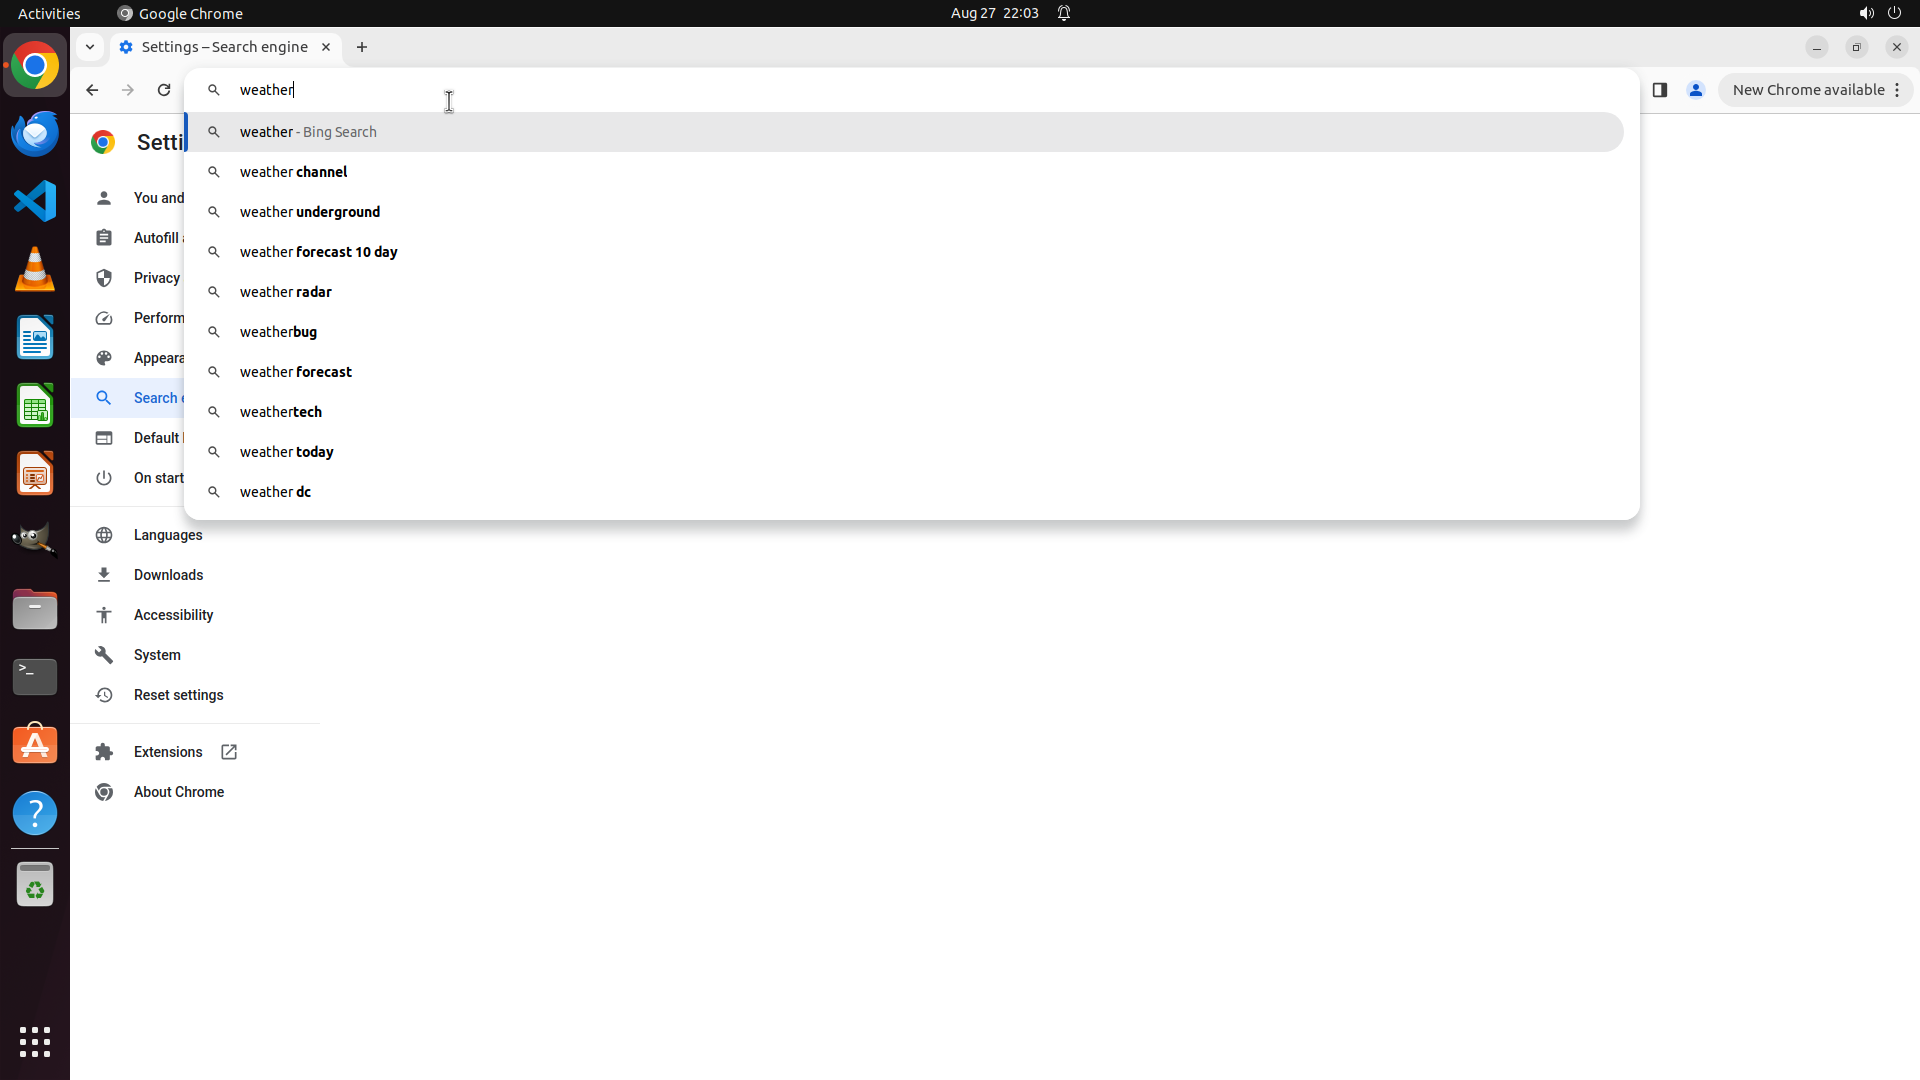 Activities
Google Chrome
Aug 27 22:03
Settings – Search engine
weather
New Chrome available
weather - Bing Search
weather channel
weather underground
weather forecast 10 day
weather radar
weatherbug
weather forecast
weathertech
weather today
weather dc
Setti
You and
Autofill
Privacy
Perform
Appeara
Search e
Default
On start
Languages
Downloads
Accessibility
System
Reset settings
Extensions
About Chrome